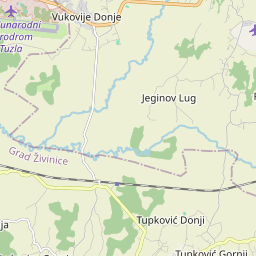 Vukovije Donje
unarodni
rodrom
Tuzla
Jeginov Lug
Grad Živinice
Tupković Donji
Tupković Gornji